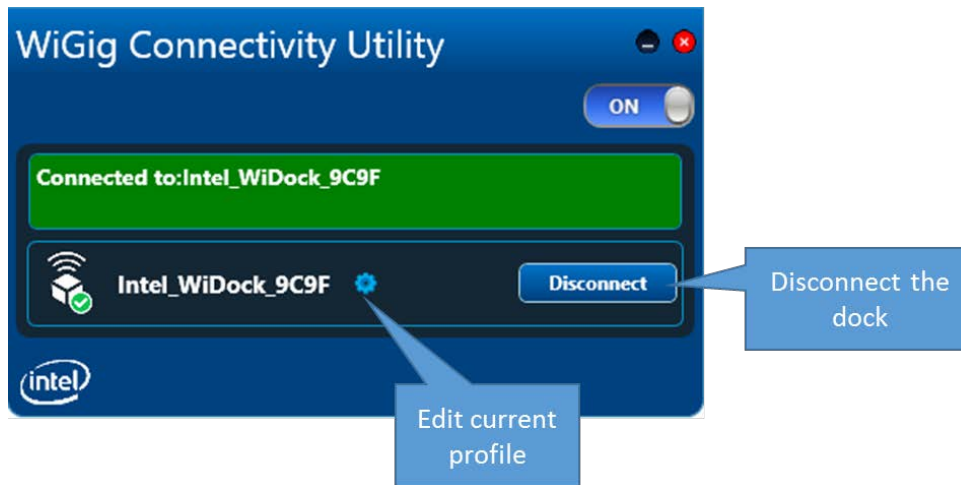 WiGig Connectivity Utility
ON
Connected to:Intel_WiDock_9C9F
Intel_WiDock_9C9F
Disconnect
Disconnect the
dock
intel
Edit current
profile